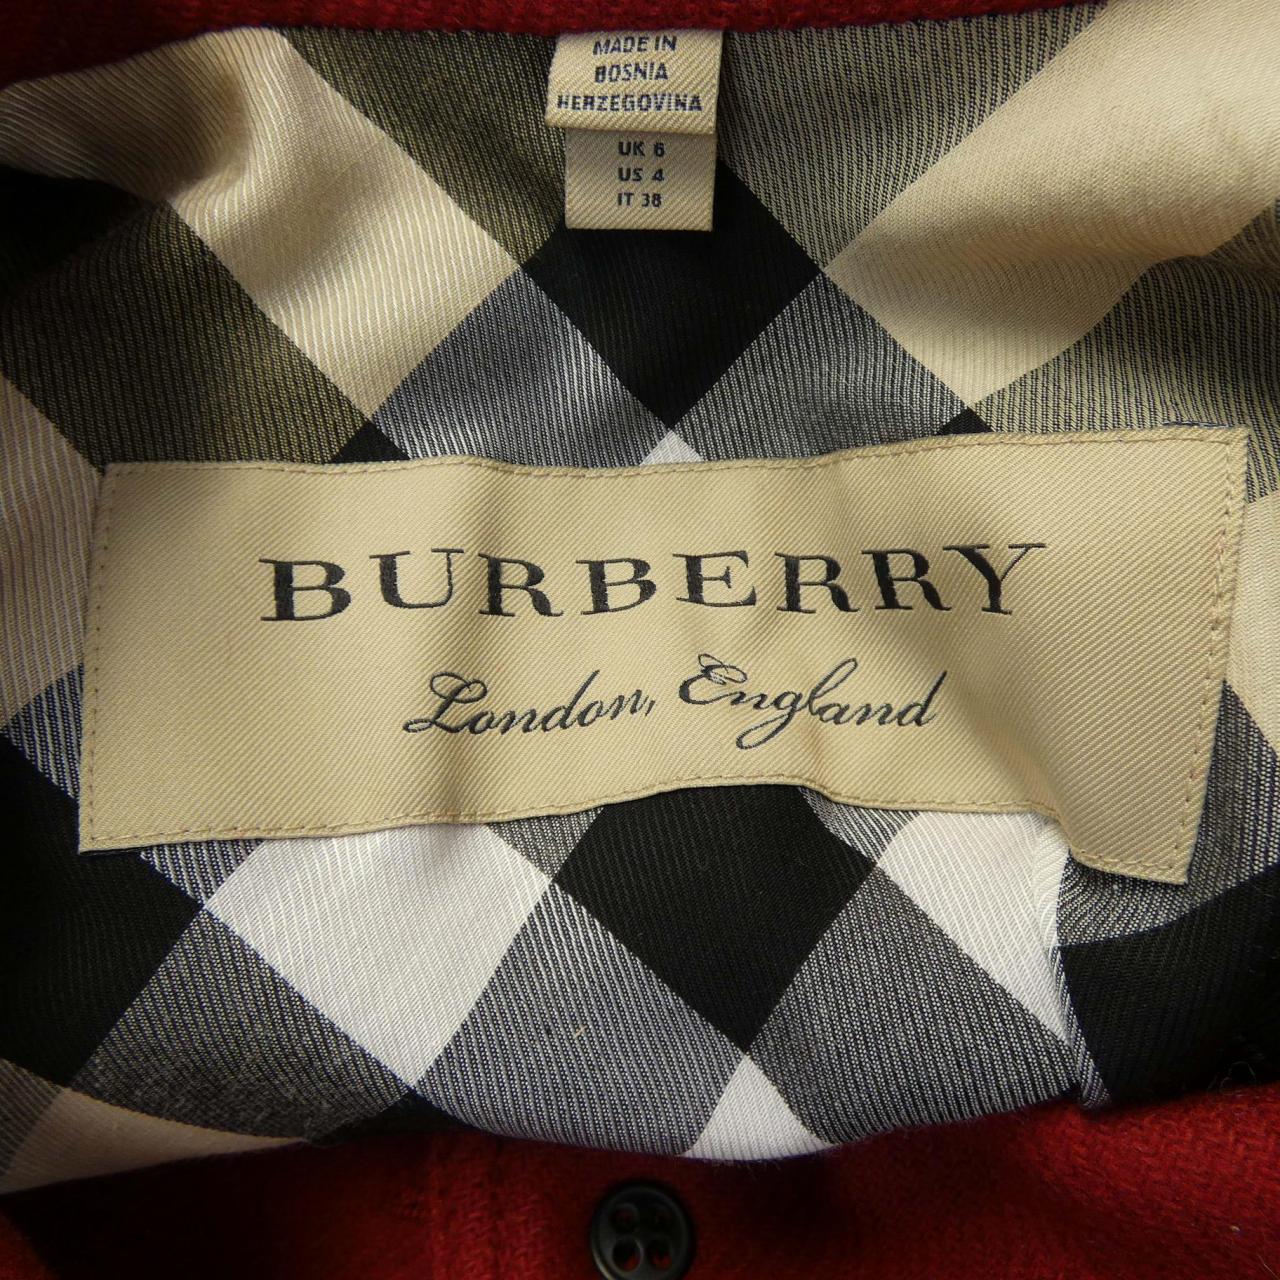 MADE IN
BOSNIA
HERZEGOVINA
UK 6
US 4
IT 38
BURBERRY
London, England